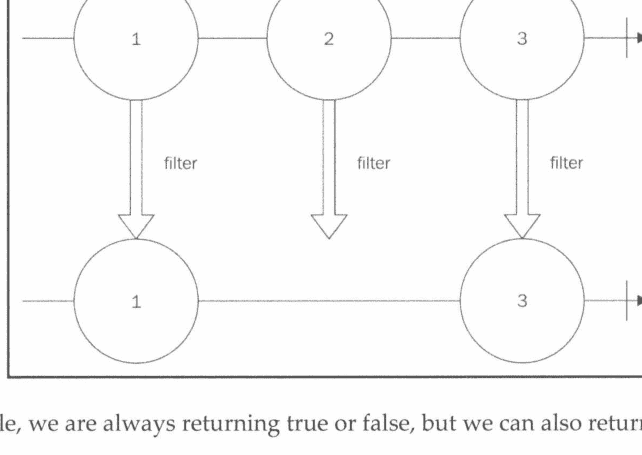 1 2 3
filter filter filter
1 3
le, we are always returning true or false, but we can also return